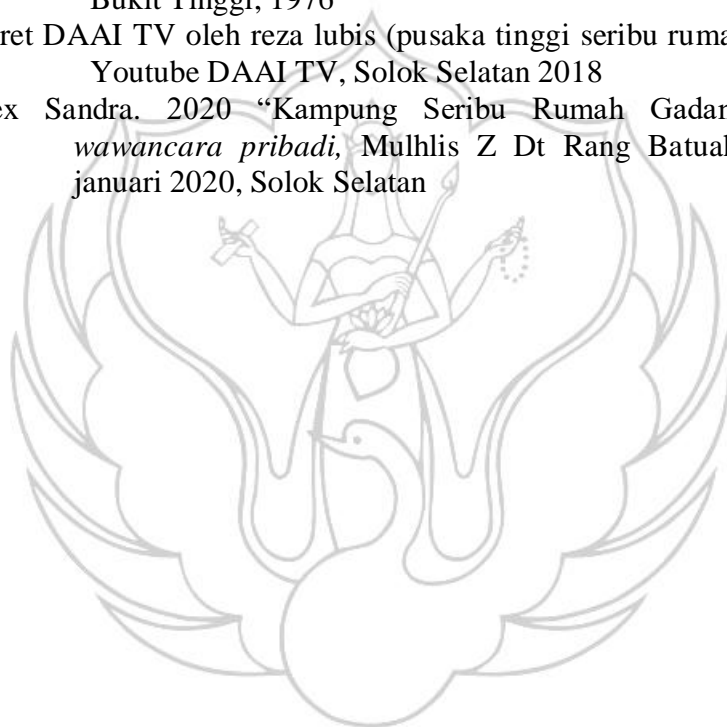 Bukit Tinggi, 1976
ret DAAI TV oleh reza lubis (pusaka tinggi seribu ruma
Youtube DAAI TV, Solok Selatan 2018
ex Sandra. 2020 “Kampung Seribu Rumah Gadan
wawancara pribadi, Mulhlis Z Dt Rang Batual
januari 2020, Solok Selatan